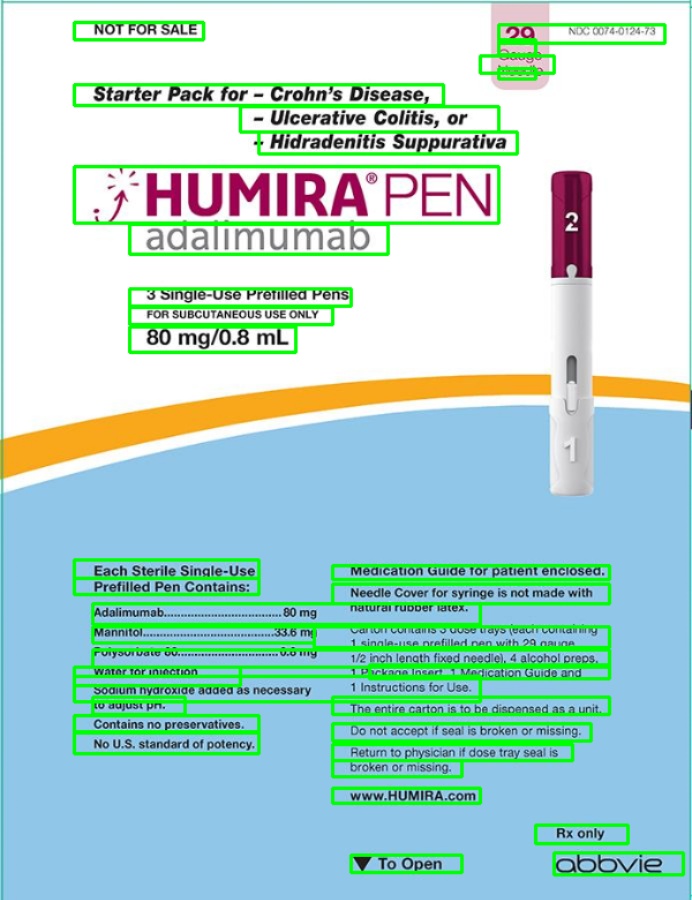 NOT FOR SALE
29
Gauge
Needle
NDC 0074-0124-73
Starter Pack for – Crohn's Disease,
– Ulcerative Colitis, or
– Hidradenitis Suppurativa
HUMIRA® PEN
adalimumab
3 Single-Use Prefilled Pens
FOR SUBCUTANEOUS USE ONLY
80 mg/0.8 mL
2
1
Each Sterile Single-Use
Prefilled Pen Contains:
Adalimumab.................................... 80 mg
Mannitol.........................................33.6 mg
Polysorbate 80............................... 0.8 mg
Water for injection
Sodium hydroxide added as necessary
to adjust pH.
Contains no preservatives.
No U.S. standard of potency.
Medication Guide for patient enclosed.
Needle Cover for syringe is not made with
natural rubber latex.
Carton contains 3 dose trays (each containing
1 single-use prefilled pen with 29 gauge
1/2 inch length fixed needle), 4 alcohol preps,
1 Package Insert, 1 Medication Guide and
1 Instructions for Use.
The entire carton is to be dispensed as a unit.
Do not accept if seal is broken or missing.
Return to physician if dose tray seal is
broken or missing.
www.HUMIRA.com
Rx only
▼ To Open
abbvie